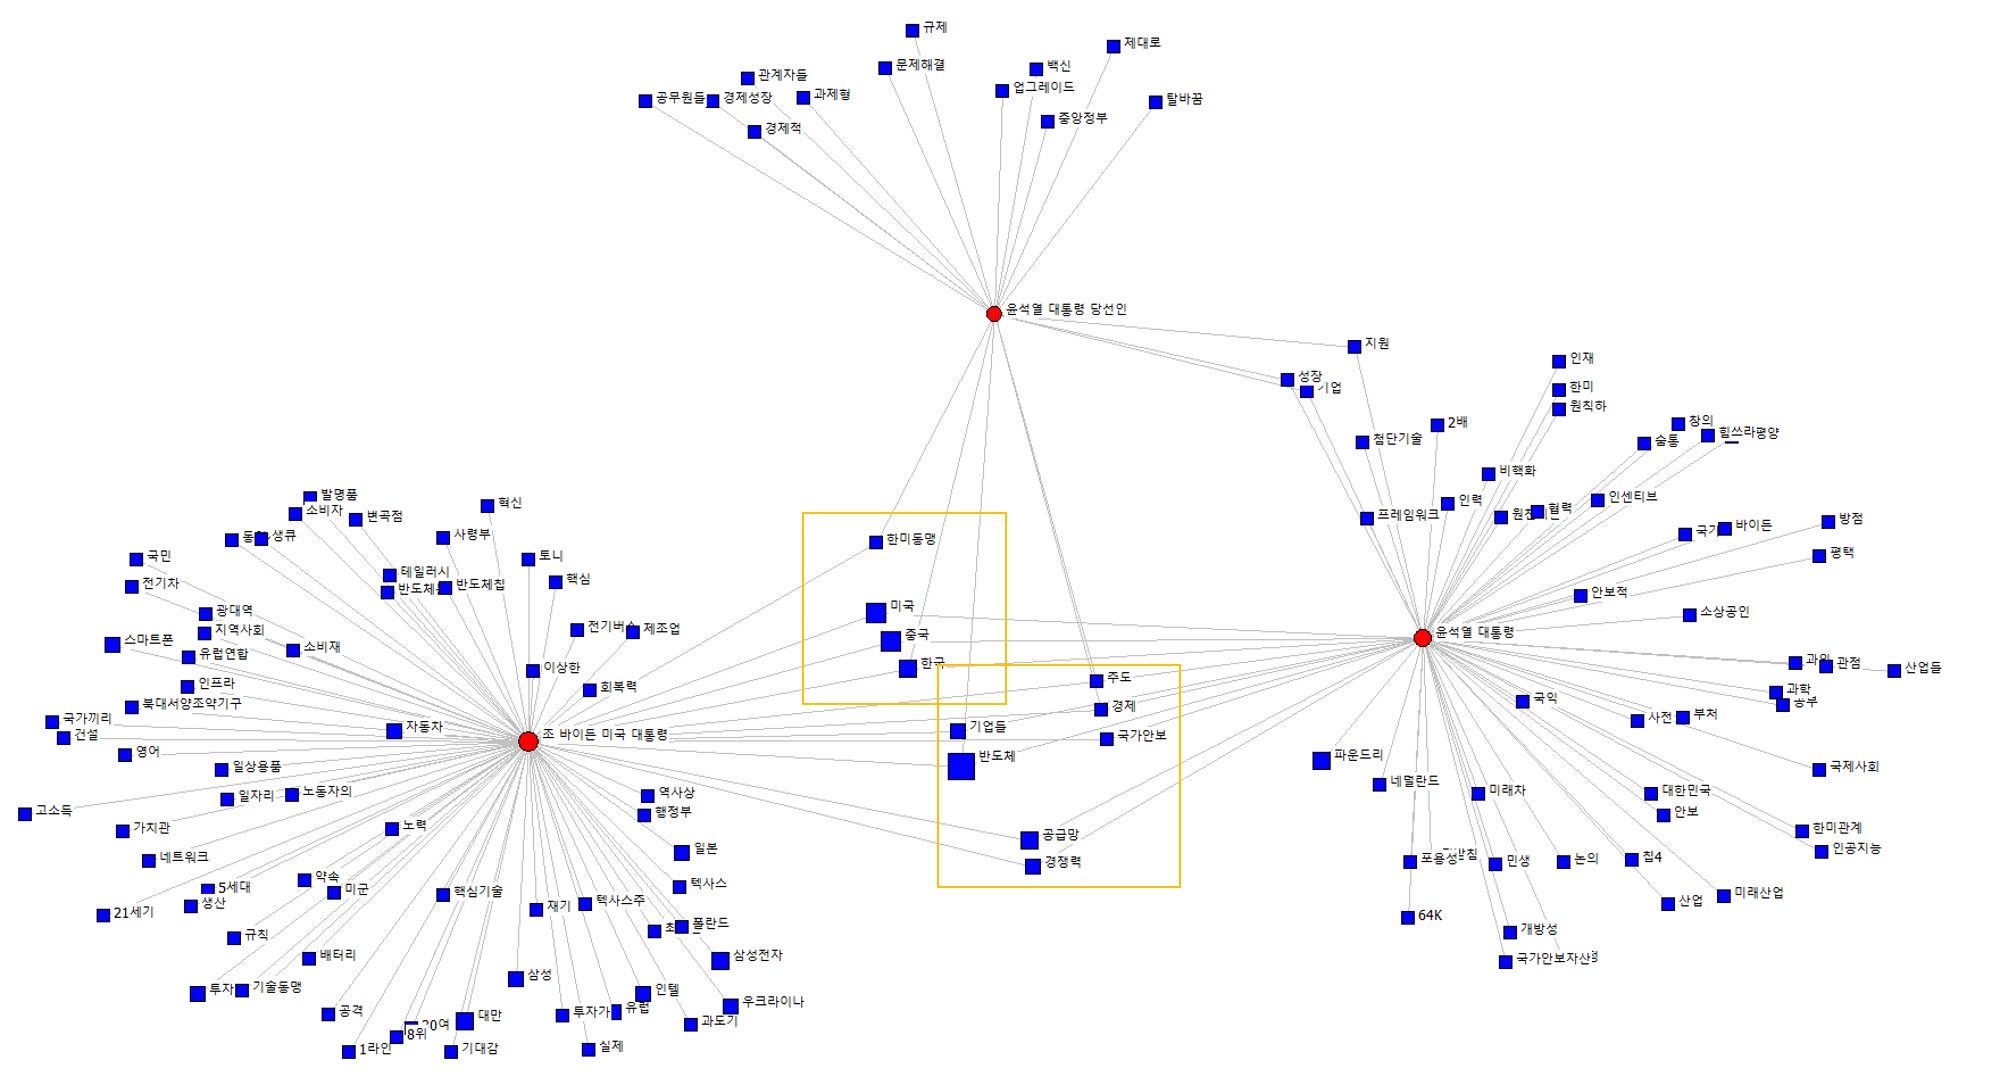 규제
제대로
문제해결
백신
관계자들
업그레이드
공무원들
경제성장
과제형
탈바꿈
중앙정부
경제적
윤석열 대통령 당선인
지원
인재
성장
기업
한미
원칙하
2배
창의
첨단기술
술통
힘쓰라평양
비핵화
발명품
인센티브
혁신
소비자
인력
협력
변곡점
프레임워크
방점
바이든
사령부
생큐
한미동맹
국민
토니
평택
테일러시
핵심
전기차
반도체칩
안보적
광대역
미국
소상공인
지역사회
제조업
중국
윤석열 대통령
스마트폰
소비재
유럽연합
한국
관점
산업들
이상한
주도
인프라
회복력
과학
공부
국익
북대서양조약기구
경제
사전
부처
국가끼리
자동차
기업들
건설
조 바이든 미국 대통령
국가안보
영어
반도체
파운드리
일상용품
국제사회
네덜란드
일자리
노동자의
역사상
미래차
대한민국
고소득
행정부
안보
가치관
노력
공급망
한미관계
네트워크
일본
인공지능
포용성
민생
논의
칩4
경쟁력
약속
텍사스
5세대
미군
핵심기술
생산
텍사스주
미래산업
산업
21세기
재기
64K
폴란드
규칙
개방성
배터리
삼성전자
국가안보자산
삼성
투자
기술동맹
인텔
우크라이나
공격
투자가
유럽
대만
과도기
8위
1라인
기대감
실제